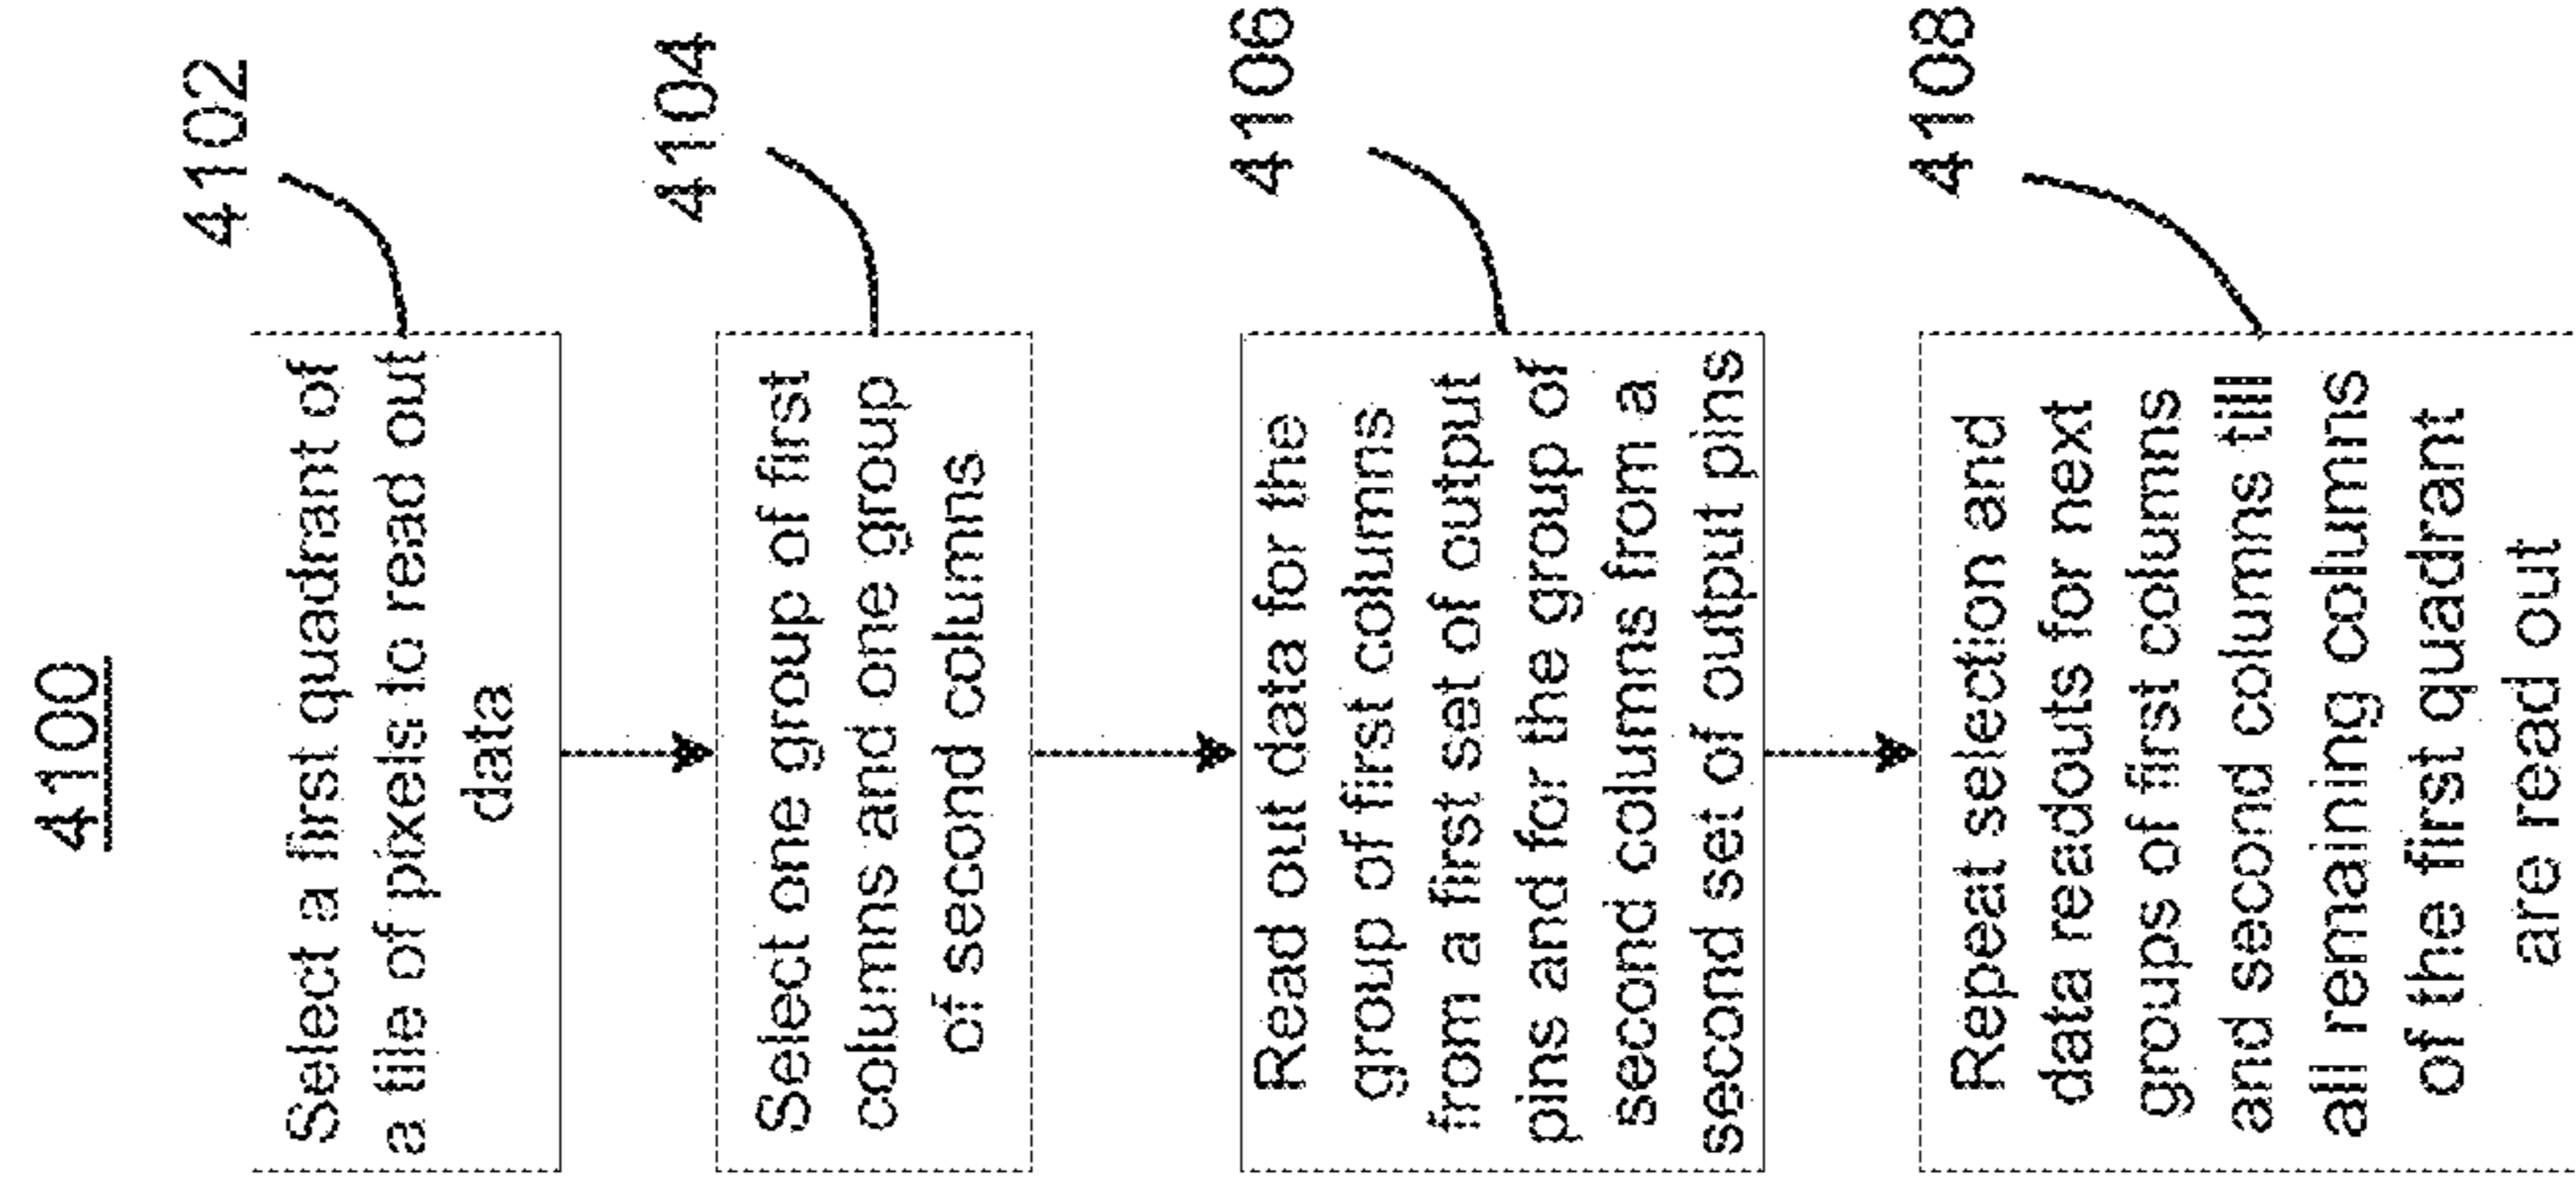 4100
Select a first quadrant of
a tile of pixels to read out
data
4102
Select one group of first
columns and one group
of second columns
4104
Read out data for the
group of first columns
from a first set of output
pins and for the group of
second columns from a
second set of output pins
4106
Repeat selection and
data readouts for next
groups of first columns
and second columns till
all remaining columns
of the first quadrant
are read out
4108